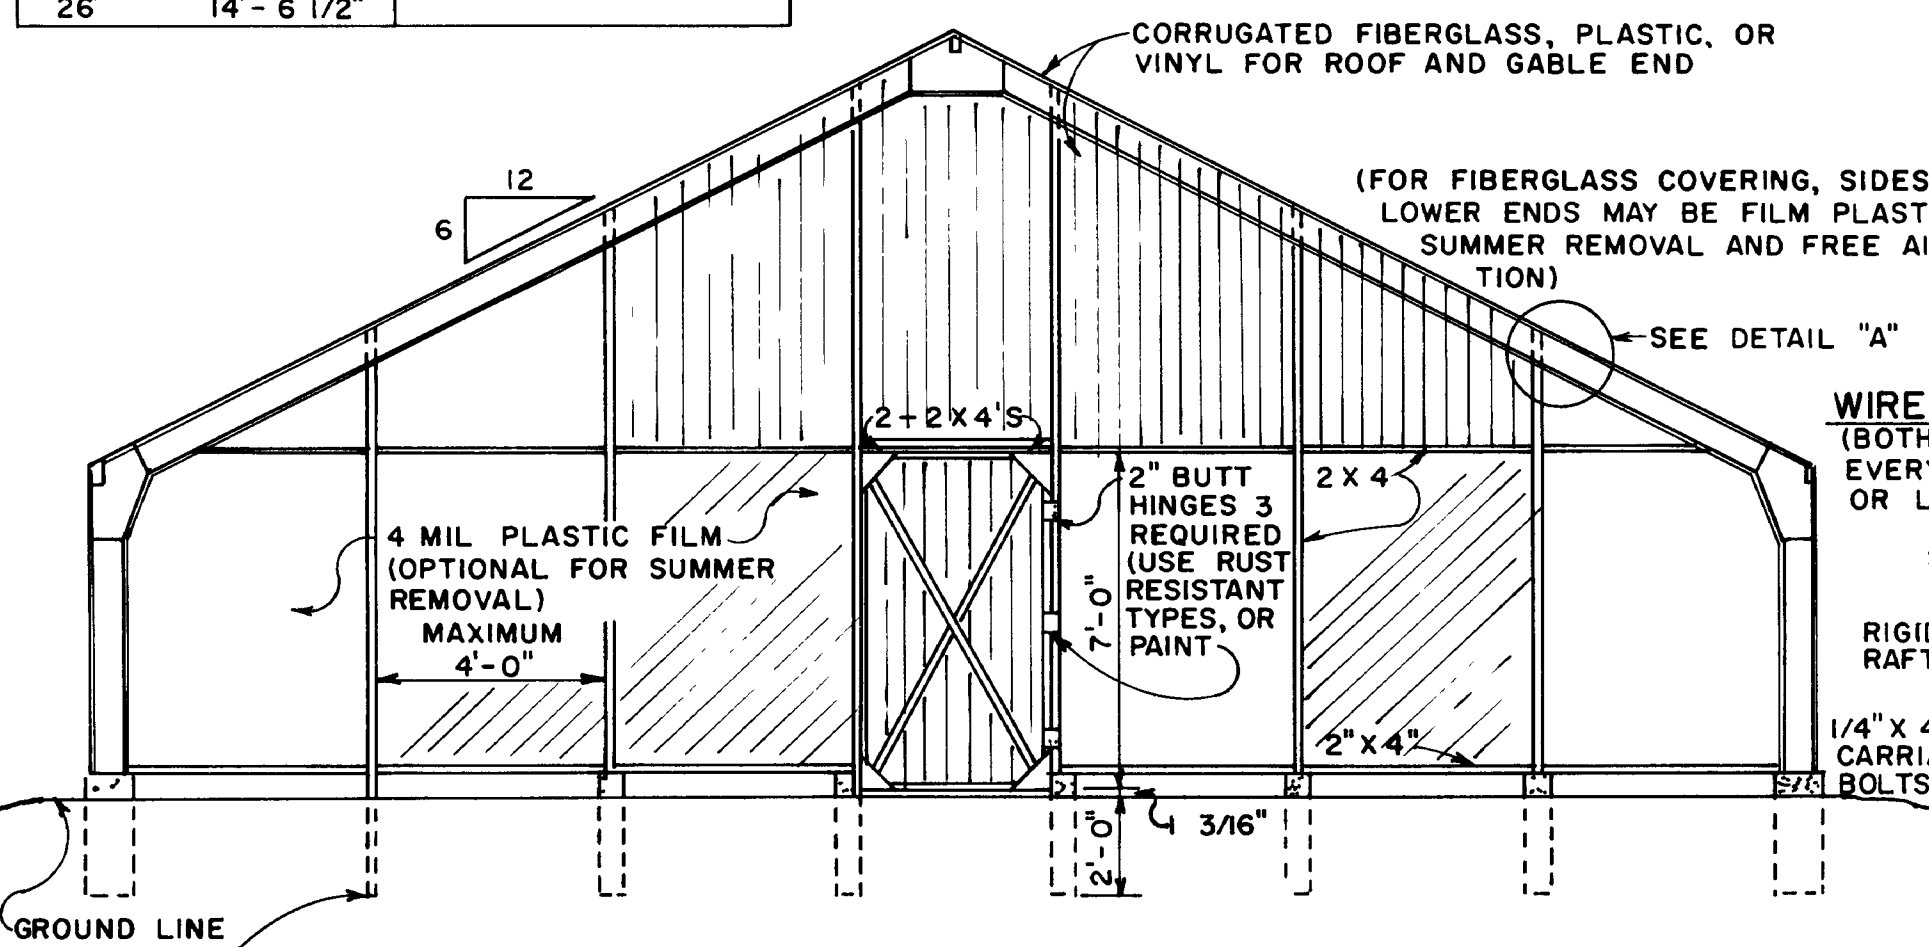 26' 14'- 6 1/2"
CORRUGATED FIBERGLASS, PLASTIC, OR
VINYL FOR ROOF AND GABLE END
12
6
(FOR FIBERGLASS COVERING, SIDES
LOWER ENDS MAY BE FILM PLAST
SUMMER REMOVAL AND FREE AI
TION)
SEE DETAIL "A"
WIRE
(BOTH
EVERY
OR L
2 - 2 X 4'S
2" BUTT
HINGES 3
REQUIRED
(USE RUST
RESISTANT
TYPES, OR
PAINT
2 X 4
4 MIL PLASTIC FILM
(OPTIONAL FOR SUMMER
REMOVAL)
MAXIMUM
4'-0"
7'-0"
RIGID
RAFT
2" X 4"
1/4" X 4
CARRIA
BOLTS
1 3/16"
2'-0"
GROUND LINE